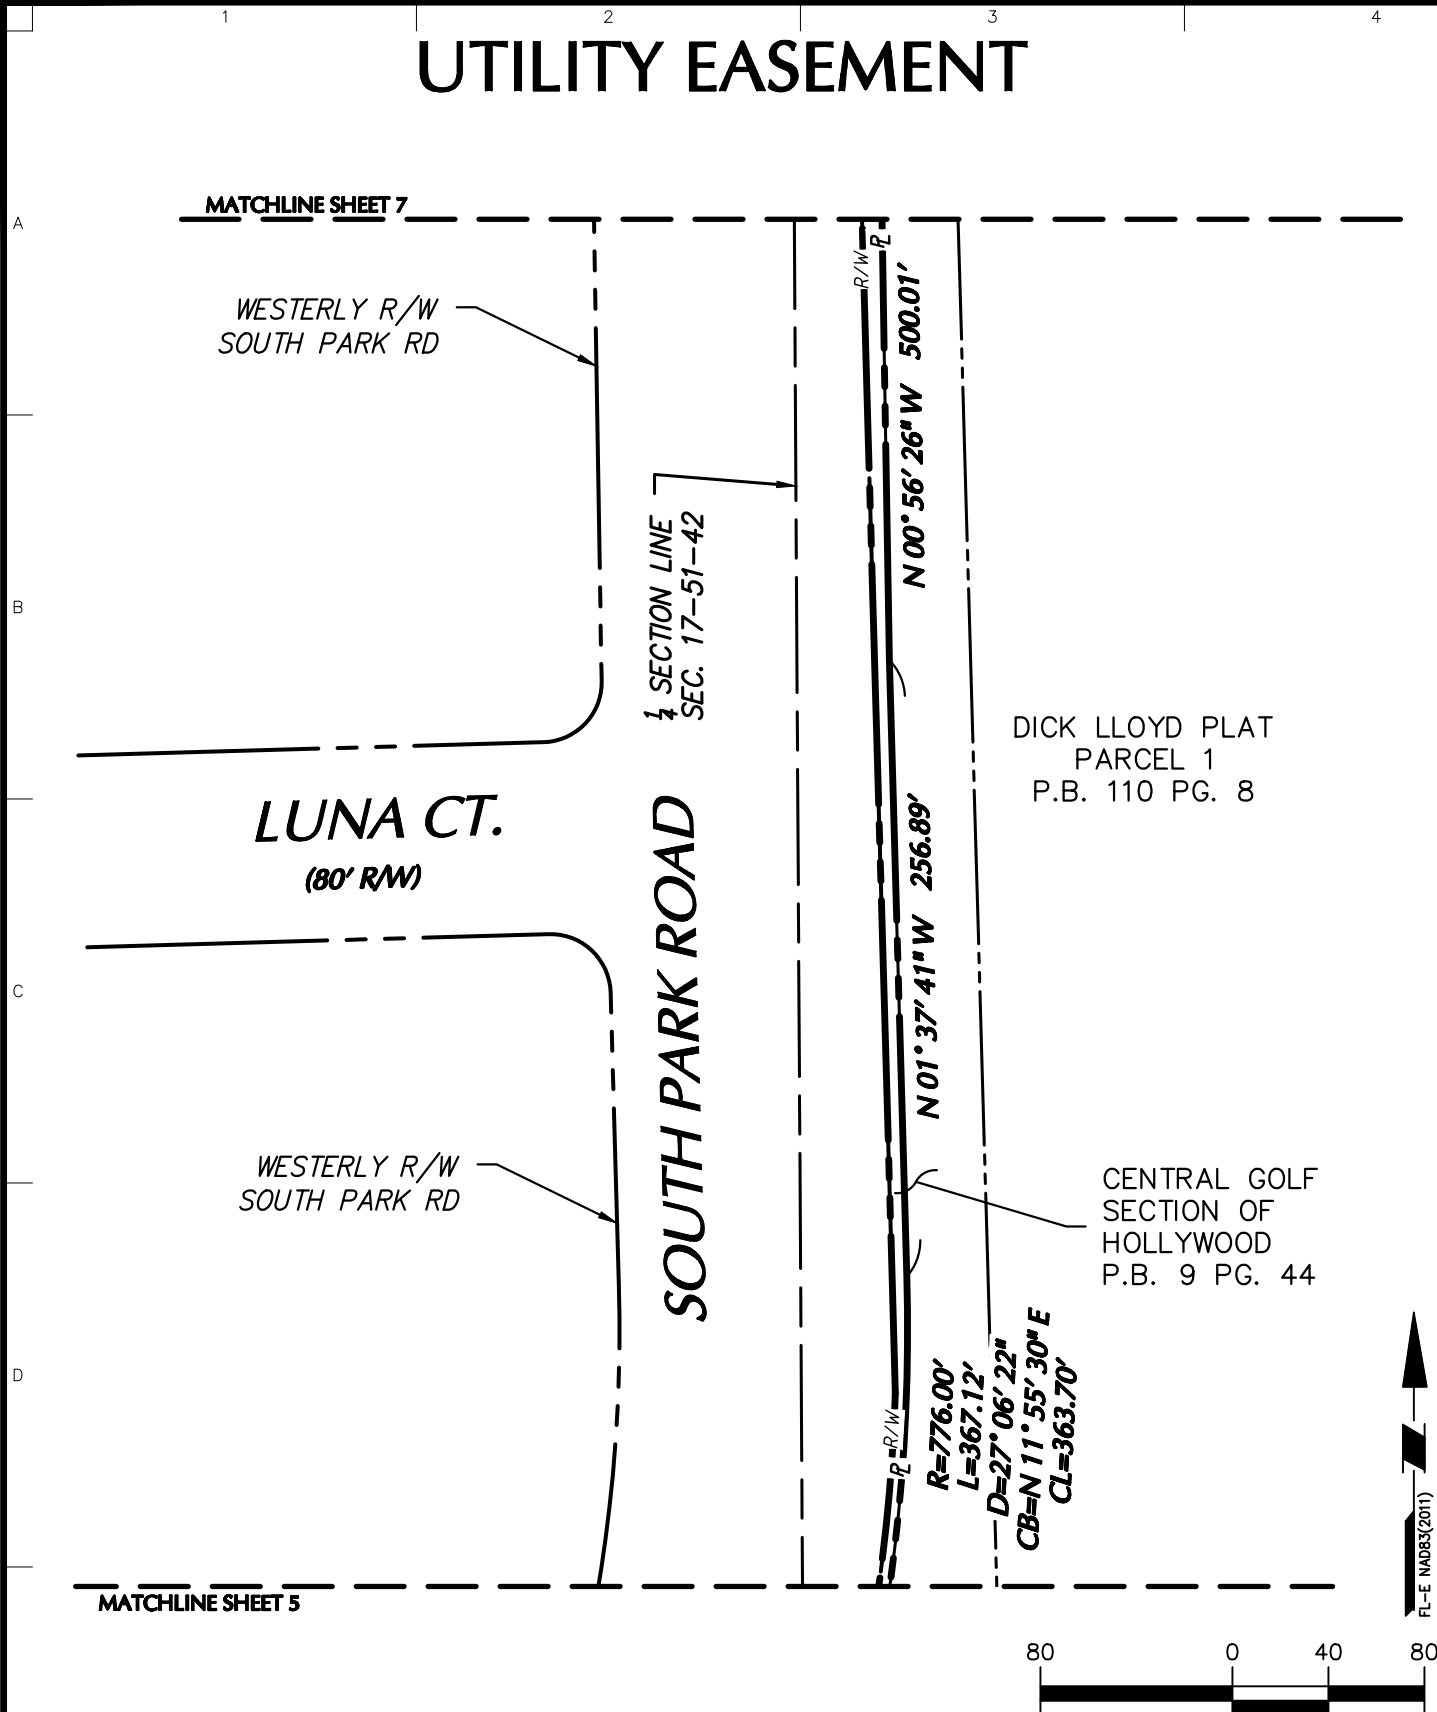 1 2 3 4
UTILITY EASEMENT
MATCHLINE SHEET 7
A
WESTERLY R/W
SOUTH PARK RD
R/W
PL
N 00° 56' 26" W 500.01'
1/4 SECTION LINE
SEC. 17-51-42
B
DICK LLOYD PLAT
PARCEL 1
P.B. 110 PG. 8
LUNA CT.
(80' R/W)
SOUTH PARK ROAD
N 01° 37' 41" W 256.89'
C
WESTERLY R/W
SOUTH PARK RD
CENTRAL GOLF
SECTION OF
HOLLYWOOD
P.B. 9 PG. 44
D
R/W
PL
R=776.00'
L=367.12'
D=27° 06' 22"
CB=N 11° 55' 30" E
CL=363.70'
FL-E NAD83(2011)
MATCHLINE SHEET 5
80 0 40 80